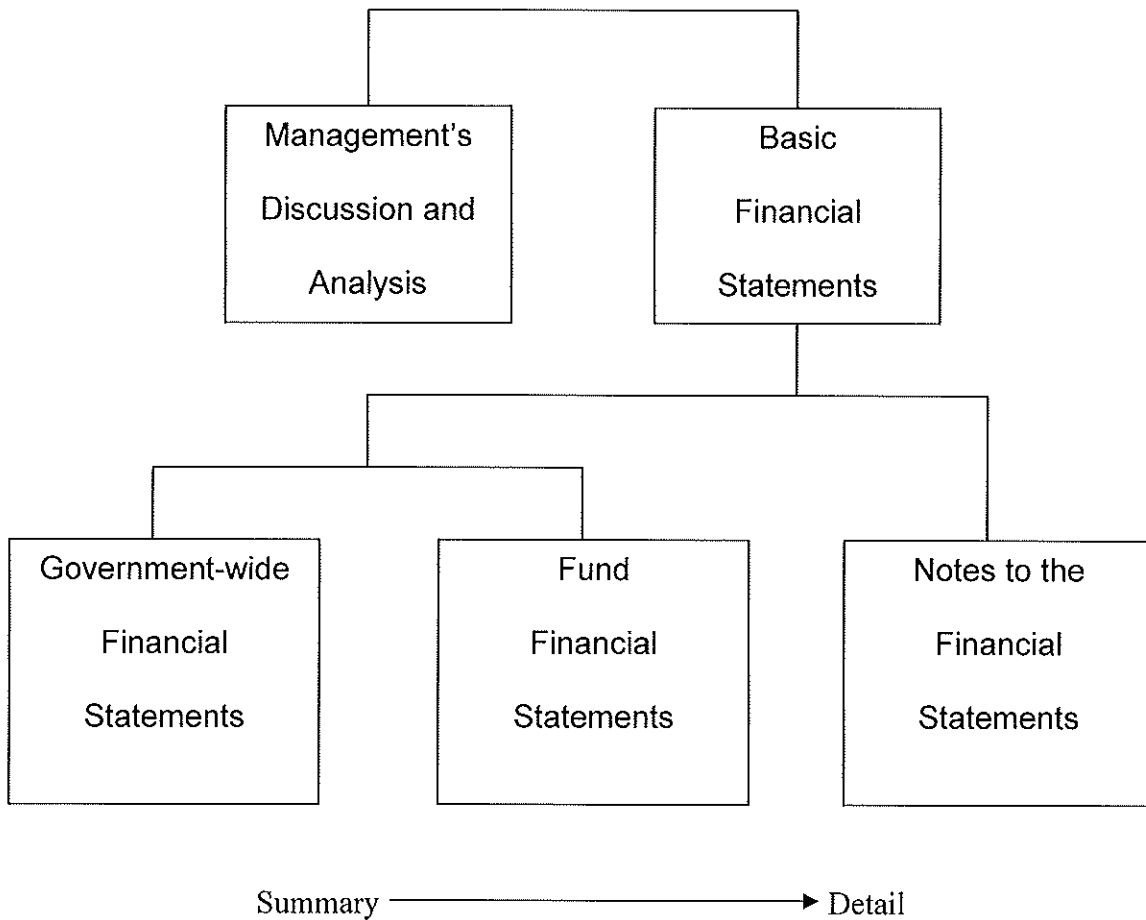 Management's
Discussion and
Analysis
Basic
Financial
Statements
Government-wide
Financial
Statements
Fund
Financial
Statements
Notes to the
Financial
Statements
Summary
Detail